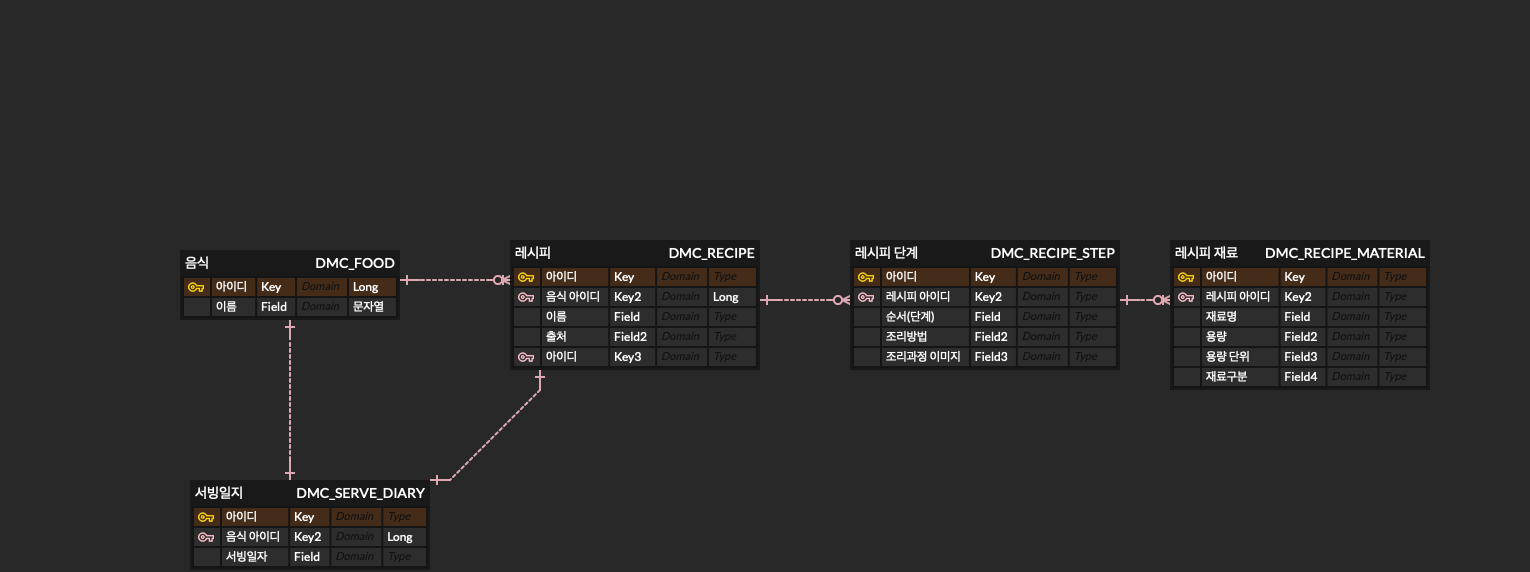 음식 DMC_FOOD
아이디 Key Domain Long
이름 Field Domain 문자열
레시피 DMC_RECIPE
아이디 Key Domain Type
음식 아이디 Key2 Domain Long
이름 Field Domain Type
출처 Field2 Domain Type
아이디 Key3 Domain Type
레시피 단계 DMC_RECIPE_STEP
아이디 Key Domain Type
레시피 아이디 Key2 Domain Type
순서(단계) Field Domain Type
조리방법 Field2 Domain Type
조리과정 이미지 Field3 Domain Type
레시피 재료 DMC_RECIPE_MATERIAL
아이디 Key Domain Type
레시피 아이디 Key2 Domain Type
재료명 Field Domain Type
용량 Field2 Domain Type
용량 단위 Field3 Domain Type
재료구분 Field4 Domain Type
서빙일지 DMC_SERVE_DIARY
아이디 Key Domain Type
음식 아이디 Key2 Domain Long
서빙일자 Field Domain Type